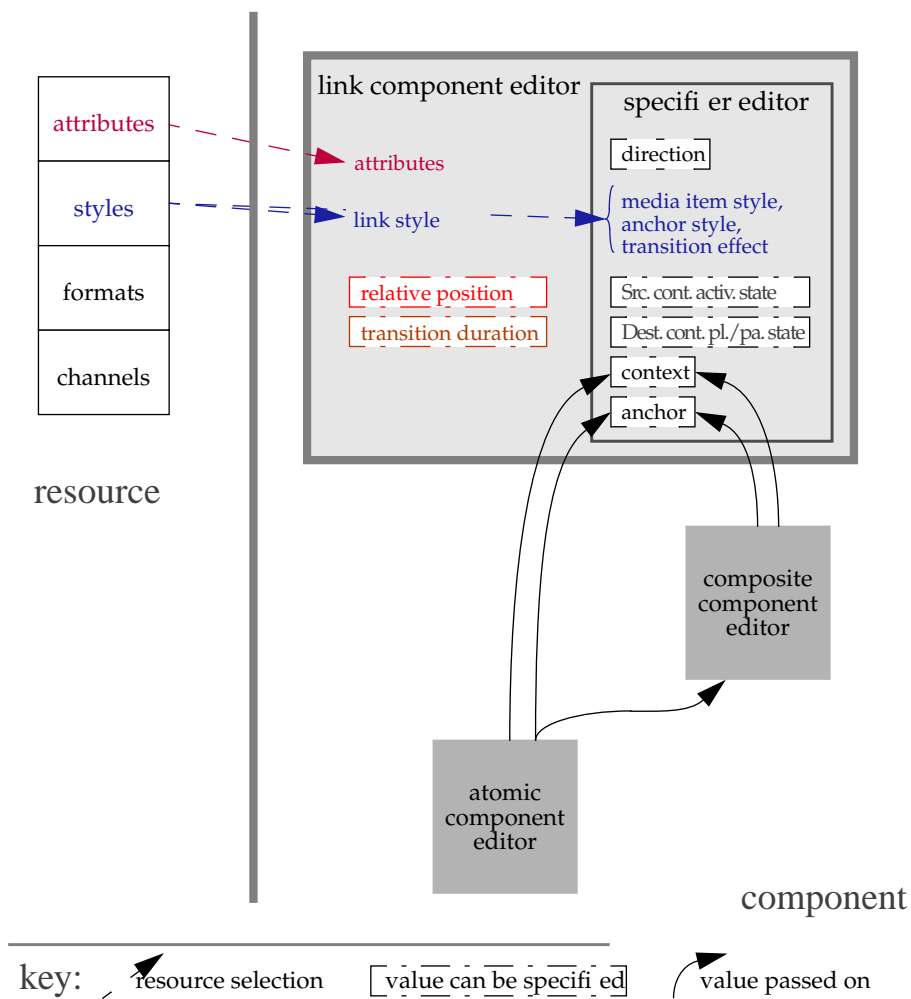 attributes
styles
formats
channels
resource
link component editor
attributes
link style
relative position
transition duration
specifi er editor
direction
media item style,
anchor style,
transition effect
Src. cont. activ. state
Dest. cont. pl./pa. state
context
anchor
composite
component
editor
atomic
component
editor
component
key:
resource selection
value can be specifi ed
value passed on